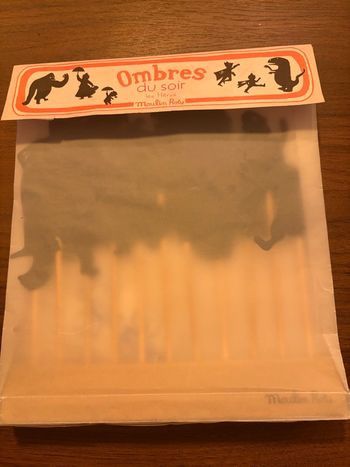 Ombres
du soir
les Héros
Moulin Roty
Moulin Roty